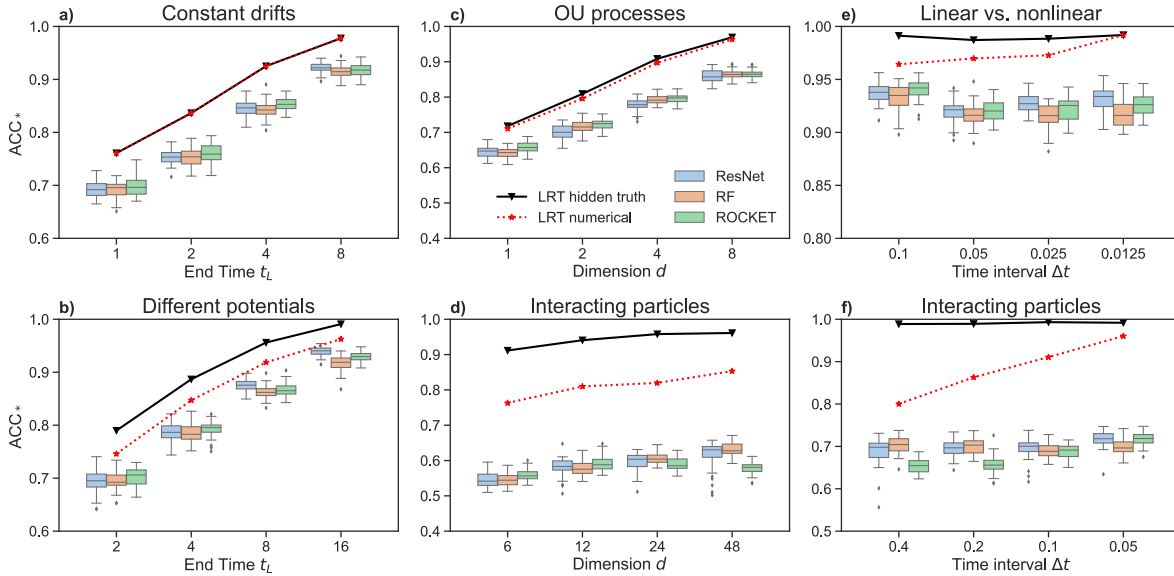 a) Constant drifts
ACC*
1.0
0.9
0.8
0.7
0.6
1 2 4 8
End Time t_L
c) OU processes
1.0
0.9
0.8
0.7
0.6
0.5
0.4
LRT hidden truth
LRT numerical
ResNet
RF
ROCKET
1 2 4 8
Dimension d
e) Linear vs. nonlinear
1.00
0.95
0.90
0.85
0.80
0.1 0.05 0.025 0.0125
Time interval Δt
b) Different potentials
ACC*
1.0
0.9
0.8
0.7
0.6
2 4 8 16
End Time t_L
d) Interacting particles
1.0
0.9
0.8
0.7
0.6
0.5
0.4
6 12 24 48
Dimension d
f) Interacting particles
1.0
0.9
0.8
0.7
0.6
0.5
0.4 0.2 0.1 0.05
Time interval Δt